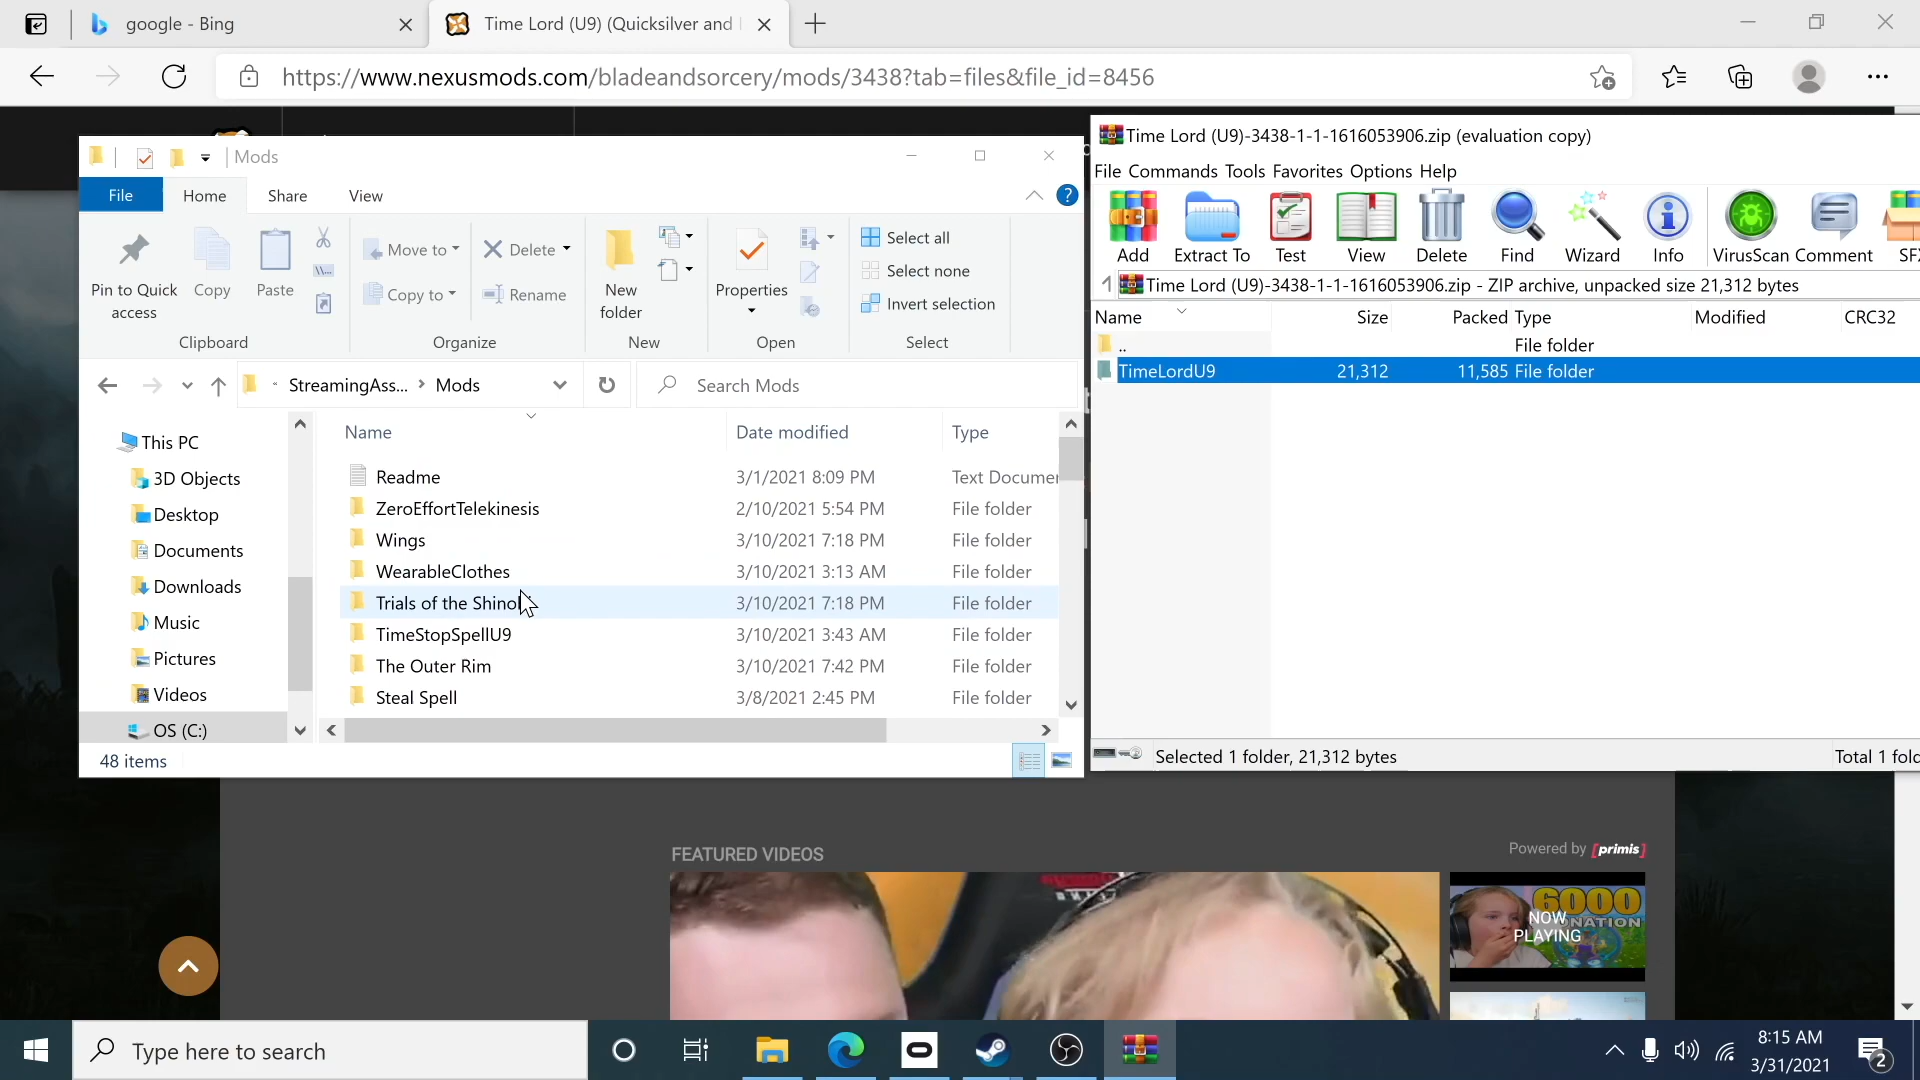 google - Bing
Time Lord (U9) (Quicksilver and
https://www.nexusmods.com/bladeandsorcery/mods/3438?tab=files&file_id=8456
Mods
File Home Share View
Pin to Quick access
Copy
Paste
Clipboard
Move to
Copy to
Delete
Rename
Organize
New folder
New
Properties
Open
Select all
Select none
Invert selection
Select
StreamingAss... > Mods
Search Mods
This PC
3D Objects
Desktop
Documents
Downloads
Music
Pictures
Videos
OS (C:)
Name Date modified Type
Readme 3/1/2021 8:09 PM Text Documen
ZeroEffortTelekinesis 2/10/2021 5:54 PM File folder
Wings 3/10/2021 7:18 PM File folder
WearableClothes 3/10/2021 3:13 AM File folder
Trials of the Shinol 3/10/2021 7:18 PM File folder
TimeStopSpellU9 3/10/2021 3:43 AM File folder
The Outer Rim 3/10/2021 7:42 PM File folder
Steal Spell 3/8/2021 2:45 PM File folder
48 items
Time Lord (U9)-3438-1-1-1616053906.zip (evaluation copy)
File Commands Tools Favorites Options Help
Add Extract To Test View Delete Find Wizard Info VirusScan Comment SFX
Time Lord (U9)-3438-1-1-1616053906.zip - ZIP archive, unpacked size 21,312 bytes
Name Size Packed Type Modified CRC32
.. File folder
TimeLordU9 21,312 11,585 File folder
Selected 1 folder, 21,312 bytes
Total 1 fold
FEATURED VIDEOS
Powered by [primis]
6000
NOW PLAYING
Type here to search
8:15 AM
3/31/2021
2